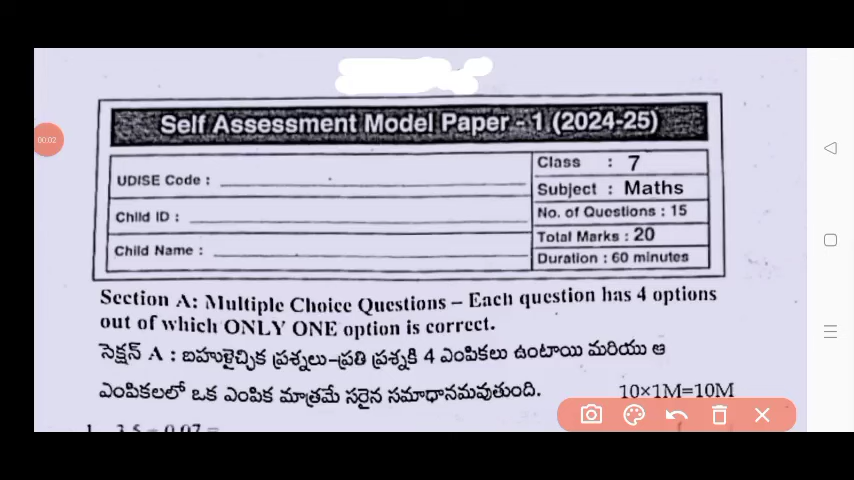 Self Assessment Model Paper - 1 (2024-25)
UDISE Code :
Child ID :
Child Name :
Class : 7
Subject : Maths
No. of Questions : 15
Total Marks : 20
Duration : 60 minutes
Section A: Multiple Choice Questions – Each question has 4 options
out of which ONLY ONE option is correct.
సెక్షన్ A : బహుళైచ్ఛిక ప్రశ్నలు–ప్రతి ప్రశ్నకి 4 ఎంపికలు ఉంటాయి మరియు ఆ
ఎంపికలలో ఒక ఎంపిక మాత్రమే సరైన సమాధానమవుతుంది. 10×1M=10M
00:02